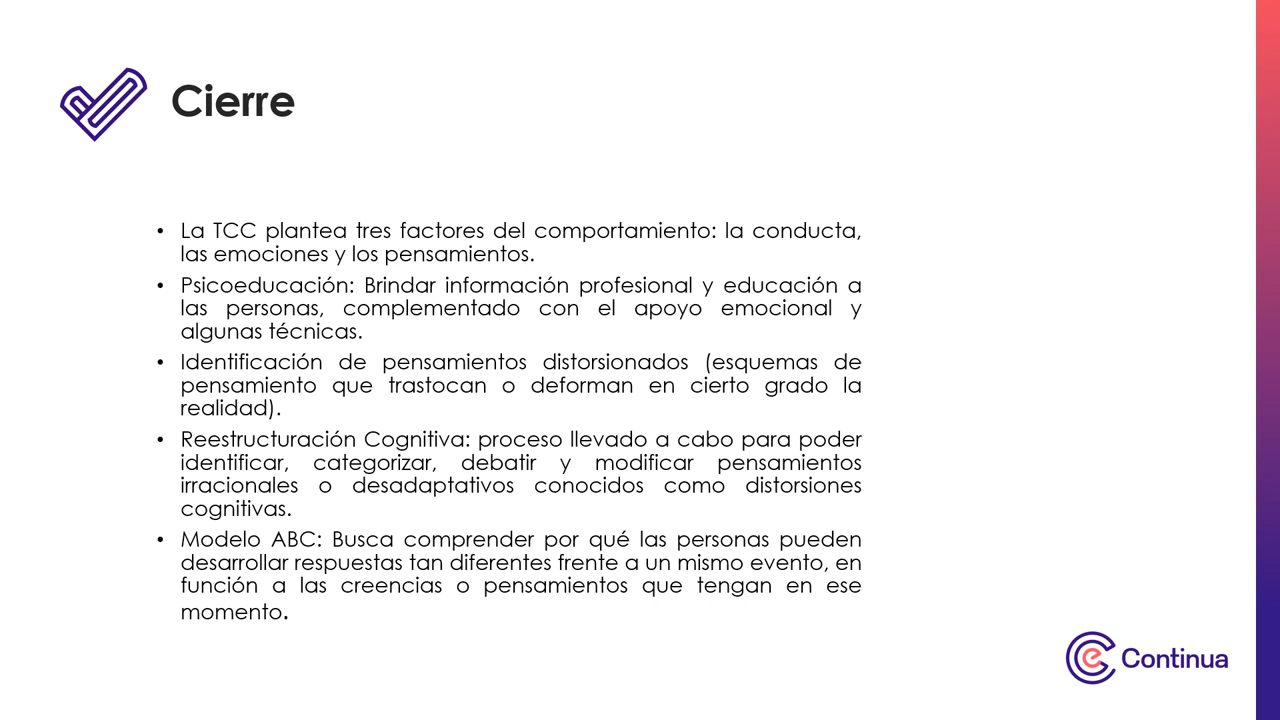 Cierre
• La TCC plantea tres factores del comportamiento: la conducta,
las emociones y los pensamientos.
• Psicoeducación: Brindar información profesional y educación a
las personas, complementado con el apoyo emocional y
algunas técnicas.
• Identificación de pensamientos distorsionados (esquemas de
pensamiento que trastocan o deforman en cierto grado la
realidad).
• Reestructuración Cognitiva: proceso llevado a cabo para poder
identificar, categorizar, debatir y modificar pensamientos
irracionales o desadaptativos conocidos como distorsiones
cognitivas.
• Modelo ABC: Busca comprender por qué las personas pueden
desarrollar respuestas tan diferentes frente a un mismo evento, en
función a las creencias o pensamientos que tengan en ese
momento.
e Continua